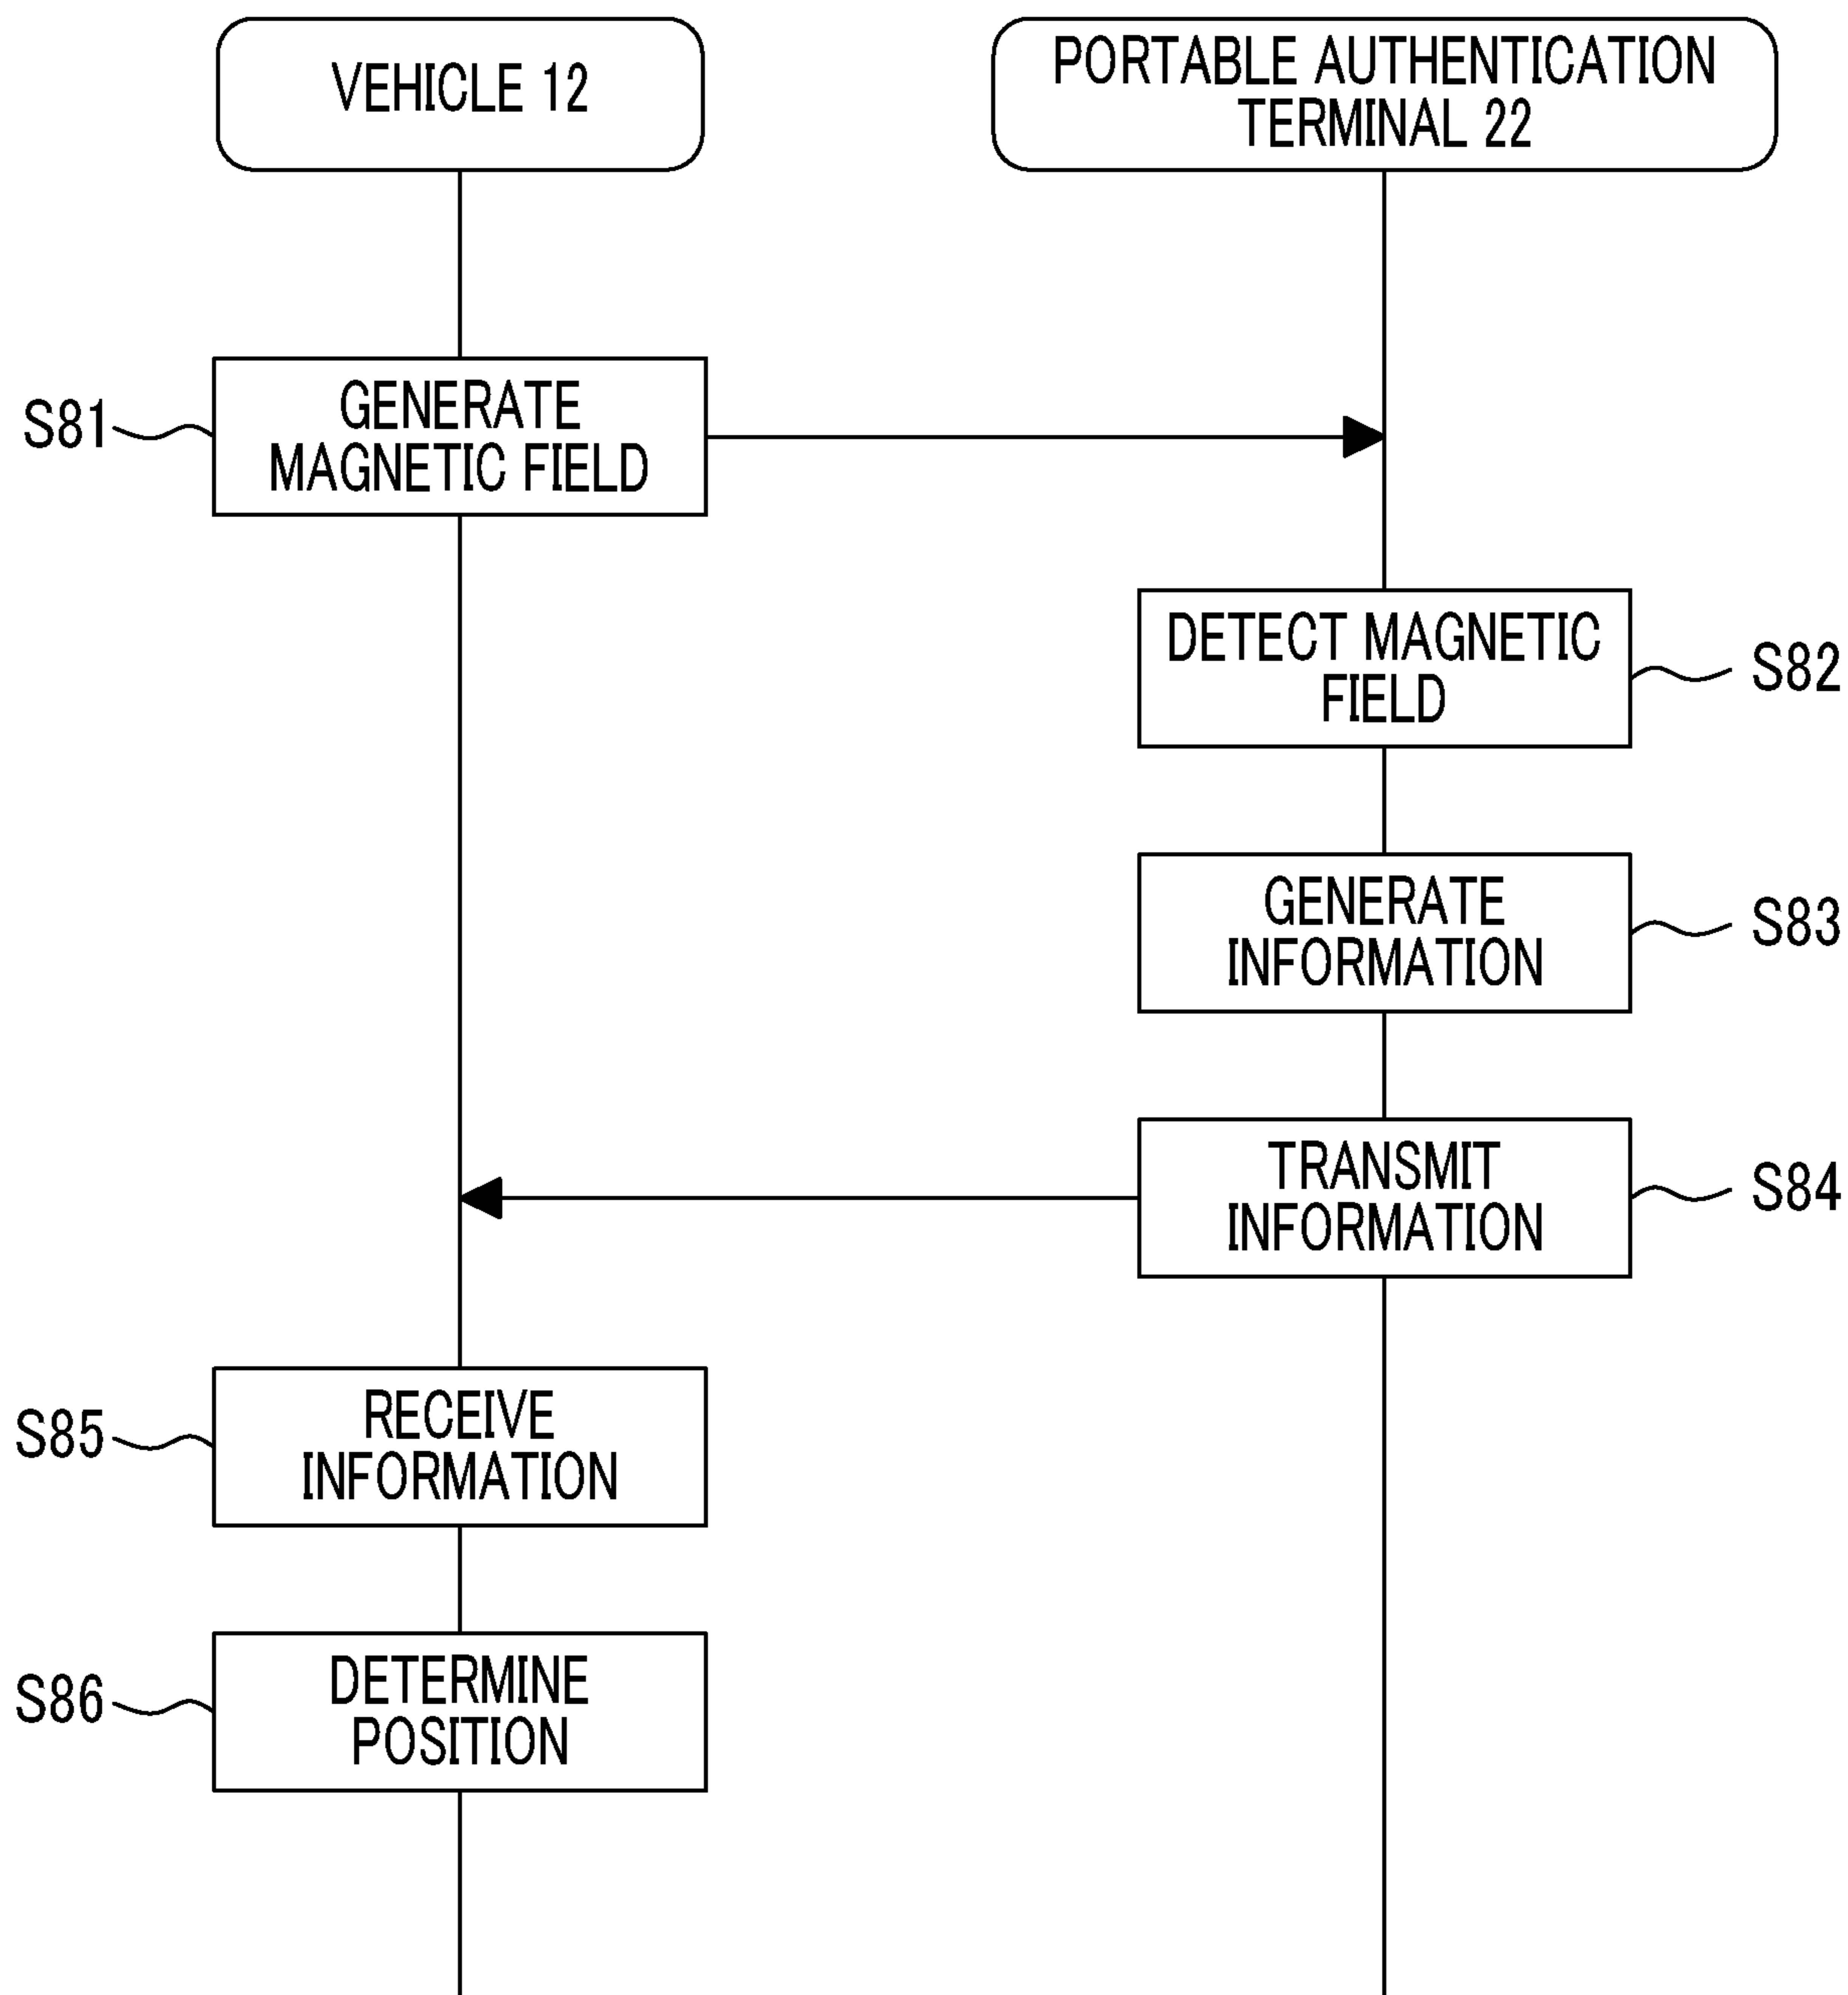 VEHICLE 12
PORTABLE AUTHENTICATION
TERMINAL 22
S81
GENERATE
MAGNETIC FIELD
DETECT MAGNETIC
FIELD
S82
GENERATE
INFORMATION
S83
TRANSMIT
INFORMATION
S84
S85
RECEIVE
INFORMATION
S86
DETERMINE
POSITION